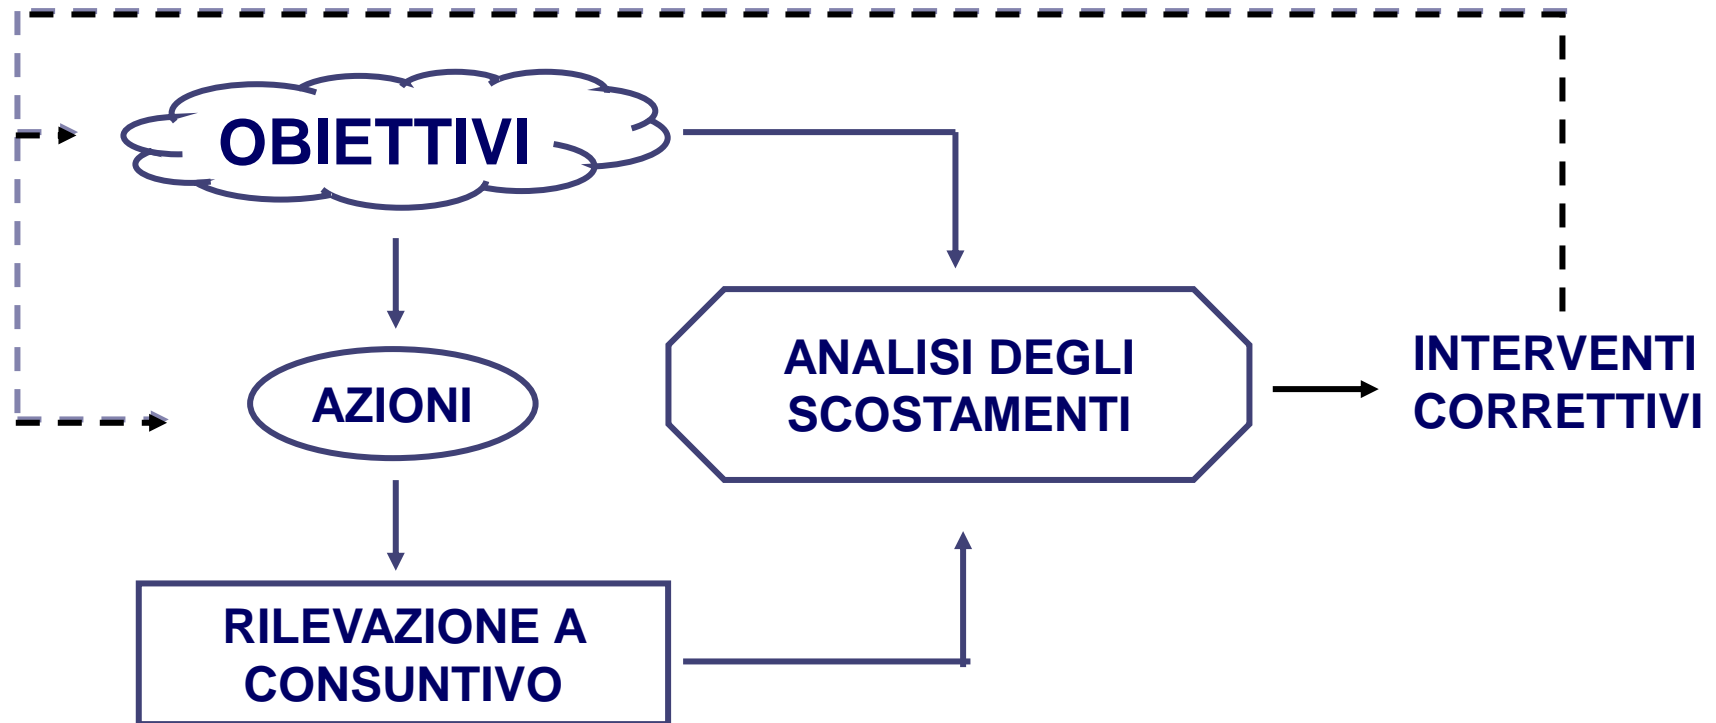 OBIETTIVI
AZIONI
RILEVAZIONE A
CONSUNTIVO
ANALISI DEGLI
SCOSTAMENTI
INTERVENTI
CORRETTIVI